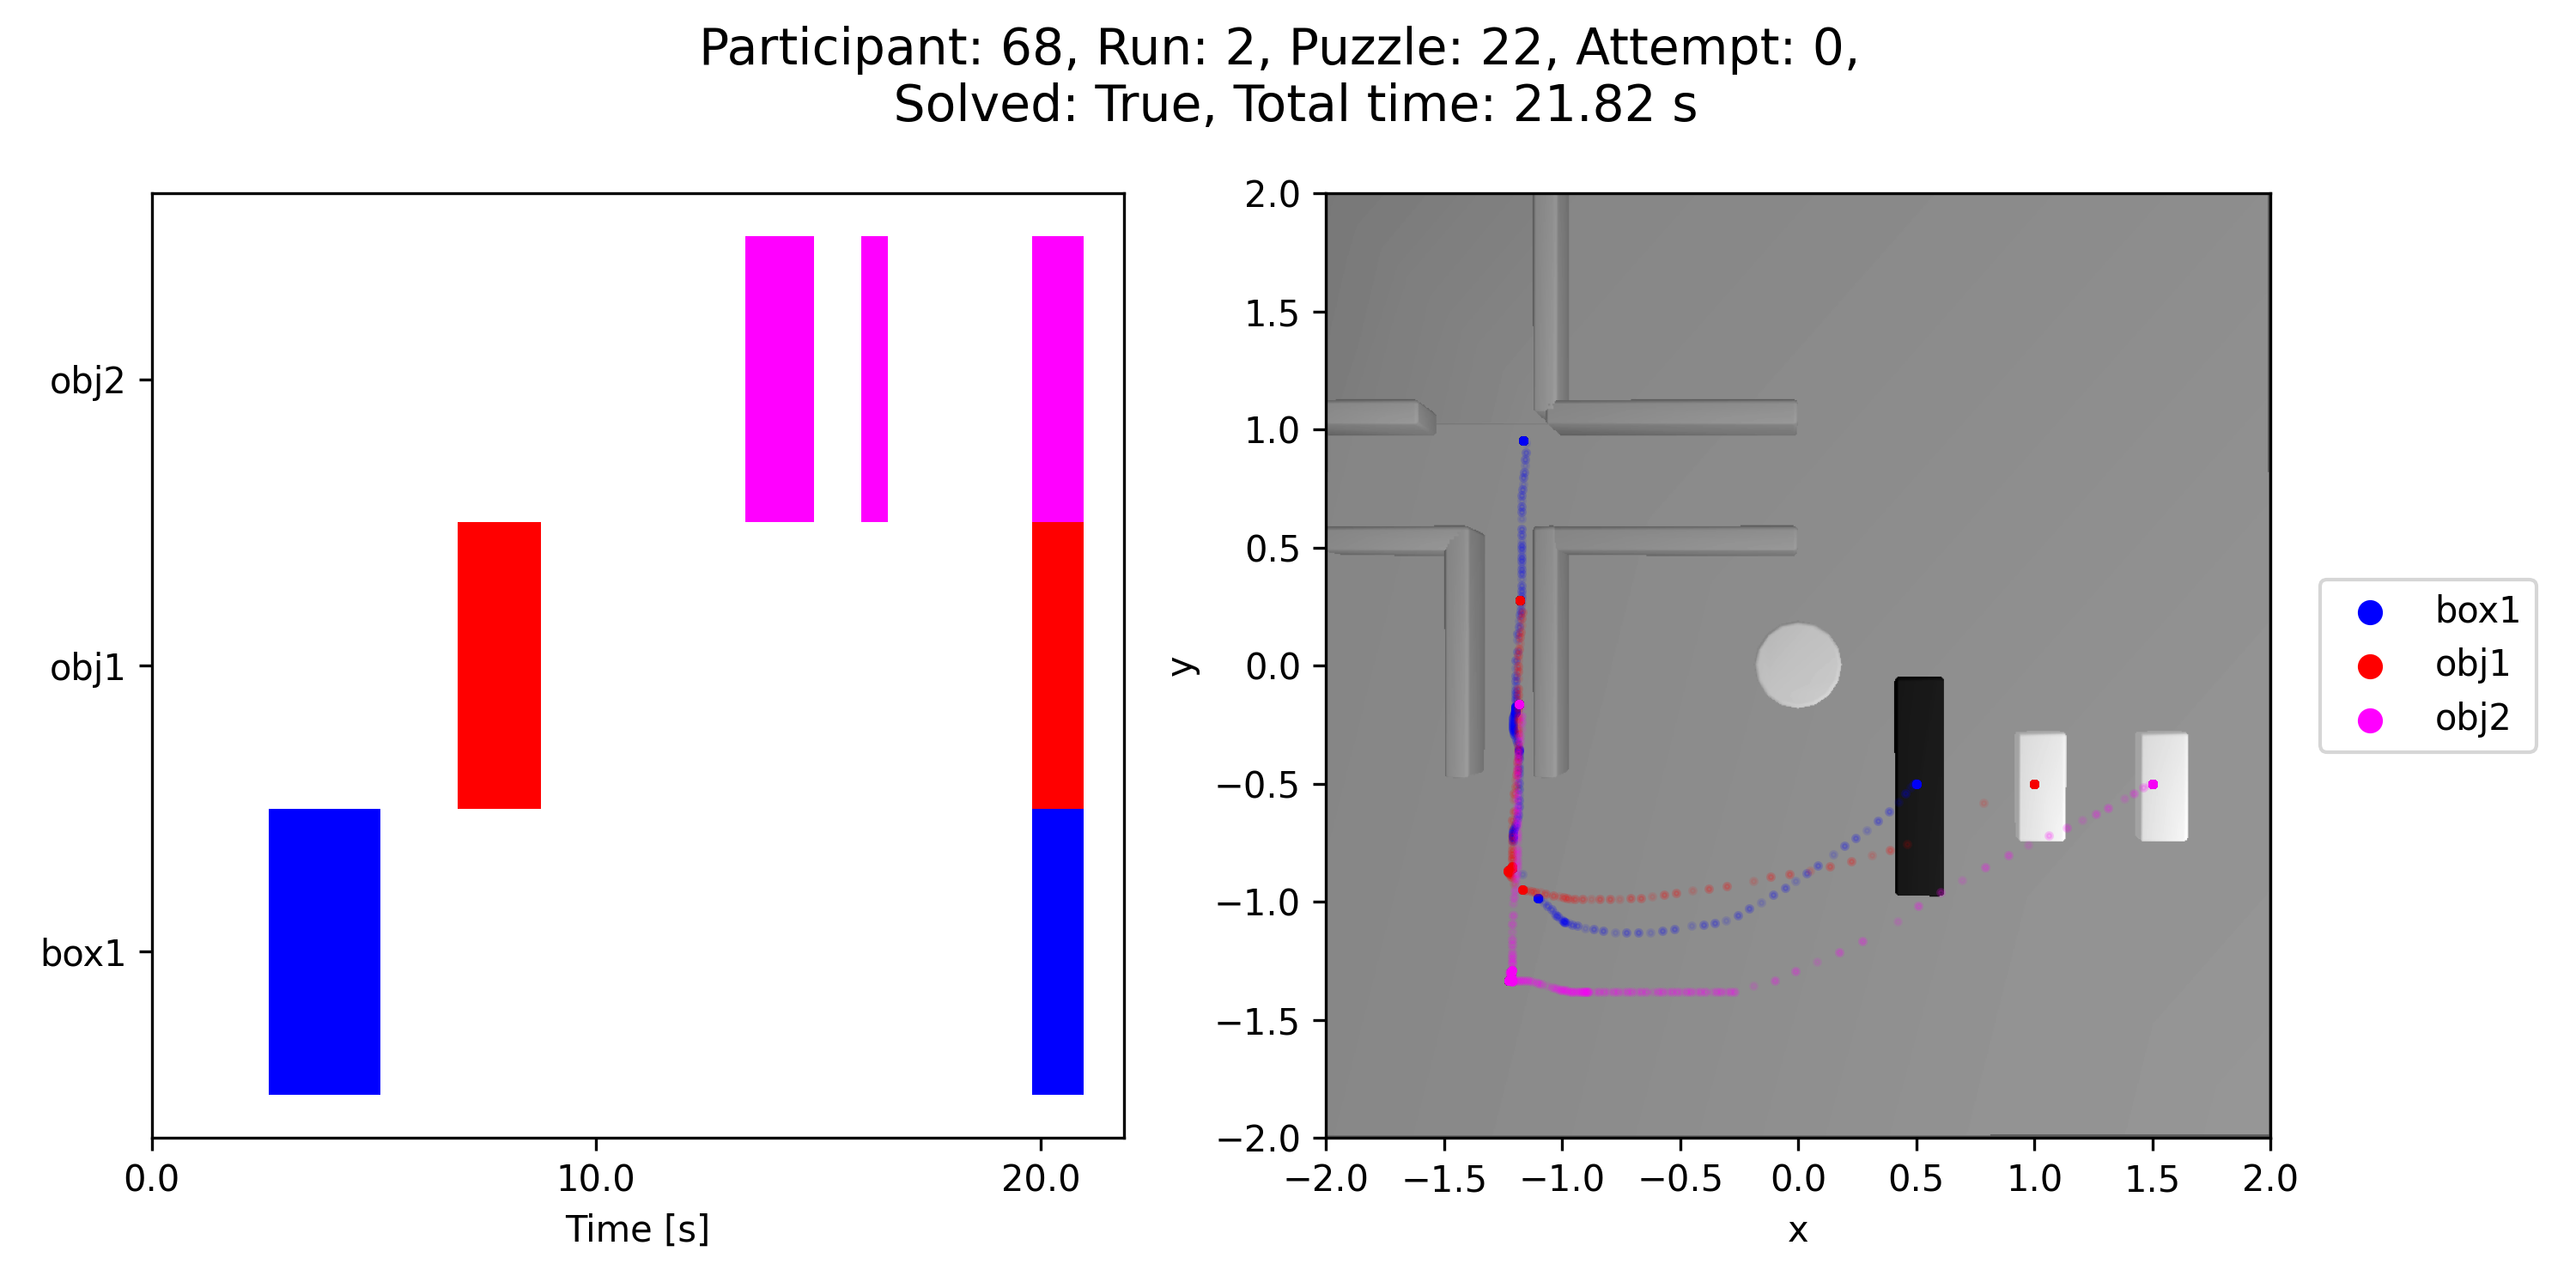 Participant: 68, Run: 2, Puzzle: 22, Attempt: 0,
Solved: True, Total time: 21.82 s
obj2
obj1
box1
0.0 10.0 20.0
Time [s]
2.0
1.5
1.0
0.5
0.0
−0.5
−1.0
−1.5
−2.0
y
−2.0 −1.5 −1.0 −0.5 0.0 0.5 1.0 1.5 2.0
x
box1
obj1
obj2